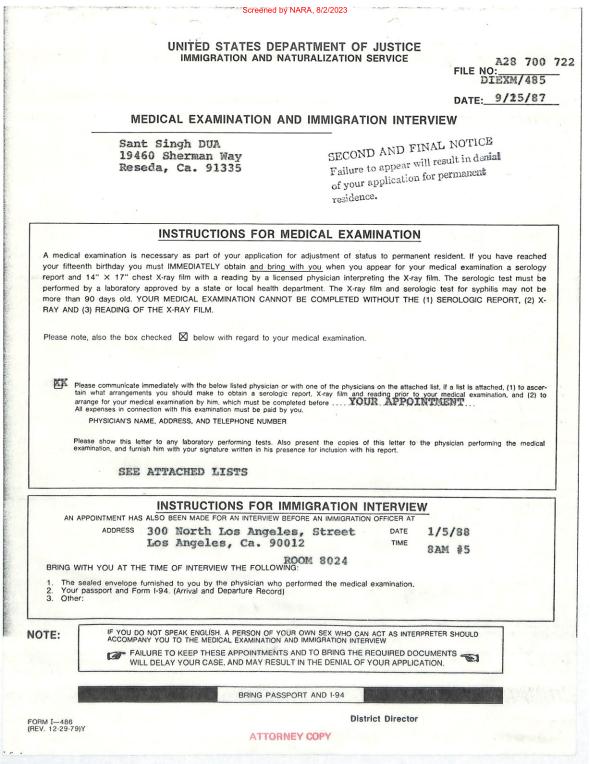 Screened by NARA, 8/2/2023
UNITED STATES DEPARTMENT OF JUSTICE
IMMIGRATION AND NATURALIZATION SERVICE
A28 700 722
FILE NO:
DIEXM/485
DATE: 9/25/87
MEDICAL EXAMINATION AND IMMIGRATION INTERVIEW
Sant Singh DUA
19460 Sherman Way
Reseda, Ca. 91335
SECOND AND FINAL NOTICE
Failure to appear will result in denial
of your application for permanent
residence.
INSTRUCTIONS FOR MEDICAL EXAMINATION
A medical examination is necessary as part of your application for adjustment of status to permanent resident. If you have reached
your fifteenth birthday you must IMMEDIATELY obtain and bring with you when you appear for your medical examination a serology
report and 14" X 17" chest X-ray film with a reading by a licensed physician interpreting the X-ray film. The serologic test must be
performed by a laboratory approved by a state or local health department. The X-ray film and serologic test for syphilis may not be
more than 90 days old. YOUR MEDICAL EXAMINATION CANNOT BE COMPLETED WITHOUT THE (1) SEROLOGIC REPORT, (2) X-
RAY AND (3) READING OF THE X-RAY FILM.
Please note, also the box checked ☒ below with regard to your medical examination.
XX Please communicate immediately with the below listed physician or with one of the physicians on the attached list, if a list is attached, (1) to ascer-
tain what arrangements you should make to obtain a serologic report, X-ray film and reading prior to your medical examination, and (2) to
arrange for your medical examination by him, which must be completed before .... YOUR APPOINTMENT...
All expenses in connection with this examination must be paid by you.
PHYSICIAN'S NAME, ADDRESS, AND TELEPHONE NUMBER
Please show this letter to any laboratory performing tests. Also present the copies of this letter to the physician performing the medical
examination, and furnish him with your signature written in his presence for inclusion with his report.
SEE ATTACHED LISTS
INSTRUCTIONS FOR IMMIGRATION INTERVIEW
AN APPOINTMENT HAS ALSO BEEN MADE FOR AN INTERVIEW BEFORE AN IMMIGRATION OFFICER AT
ADDRESS 300 North Los Angeles, Street DATE 1/5/88
Los Angeles, Ca. 90012 TIME
8AM #5
ROOM 8024
BRING WITH YOU AT THE TIME OF INTERVIEW THE FOLLOWING:
1. The sealed envelope furnished to you by the physician who performed the medical examination.
2. Your passport and Form I-94. (Arrival and Departure Record)
3. Other:
NOTE:
IF YOU DO NOT SPEAK ENGLISH, A PERSON OF YOUR OWN SEX WHO CAN ACT AS INTERPRETER SHOULD
ACCOMPANY YOU TO THE MEDICAL EXAMINATION AND IMMIGRATION INTERVIEW
FAILURE TO KEEP THESE APPOINTMENTS AND TO BRING THE REQUIRED DOCUMENTS
WILL DELAY YOUR CASE, AND MAY RESULT IN THE DENIAL OF YOUR APPLICATION.
BRING PASSPORT AND I-94
District Director
FORM I—486
(REV. 12-29-79)Y
ATTORNEY COPY